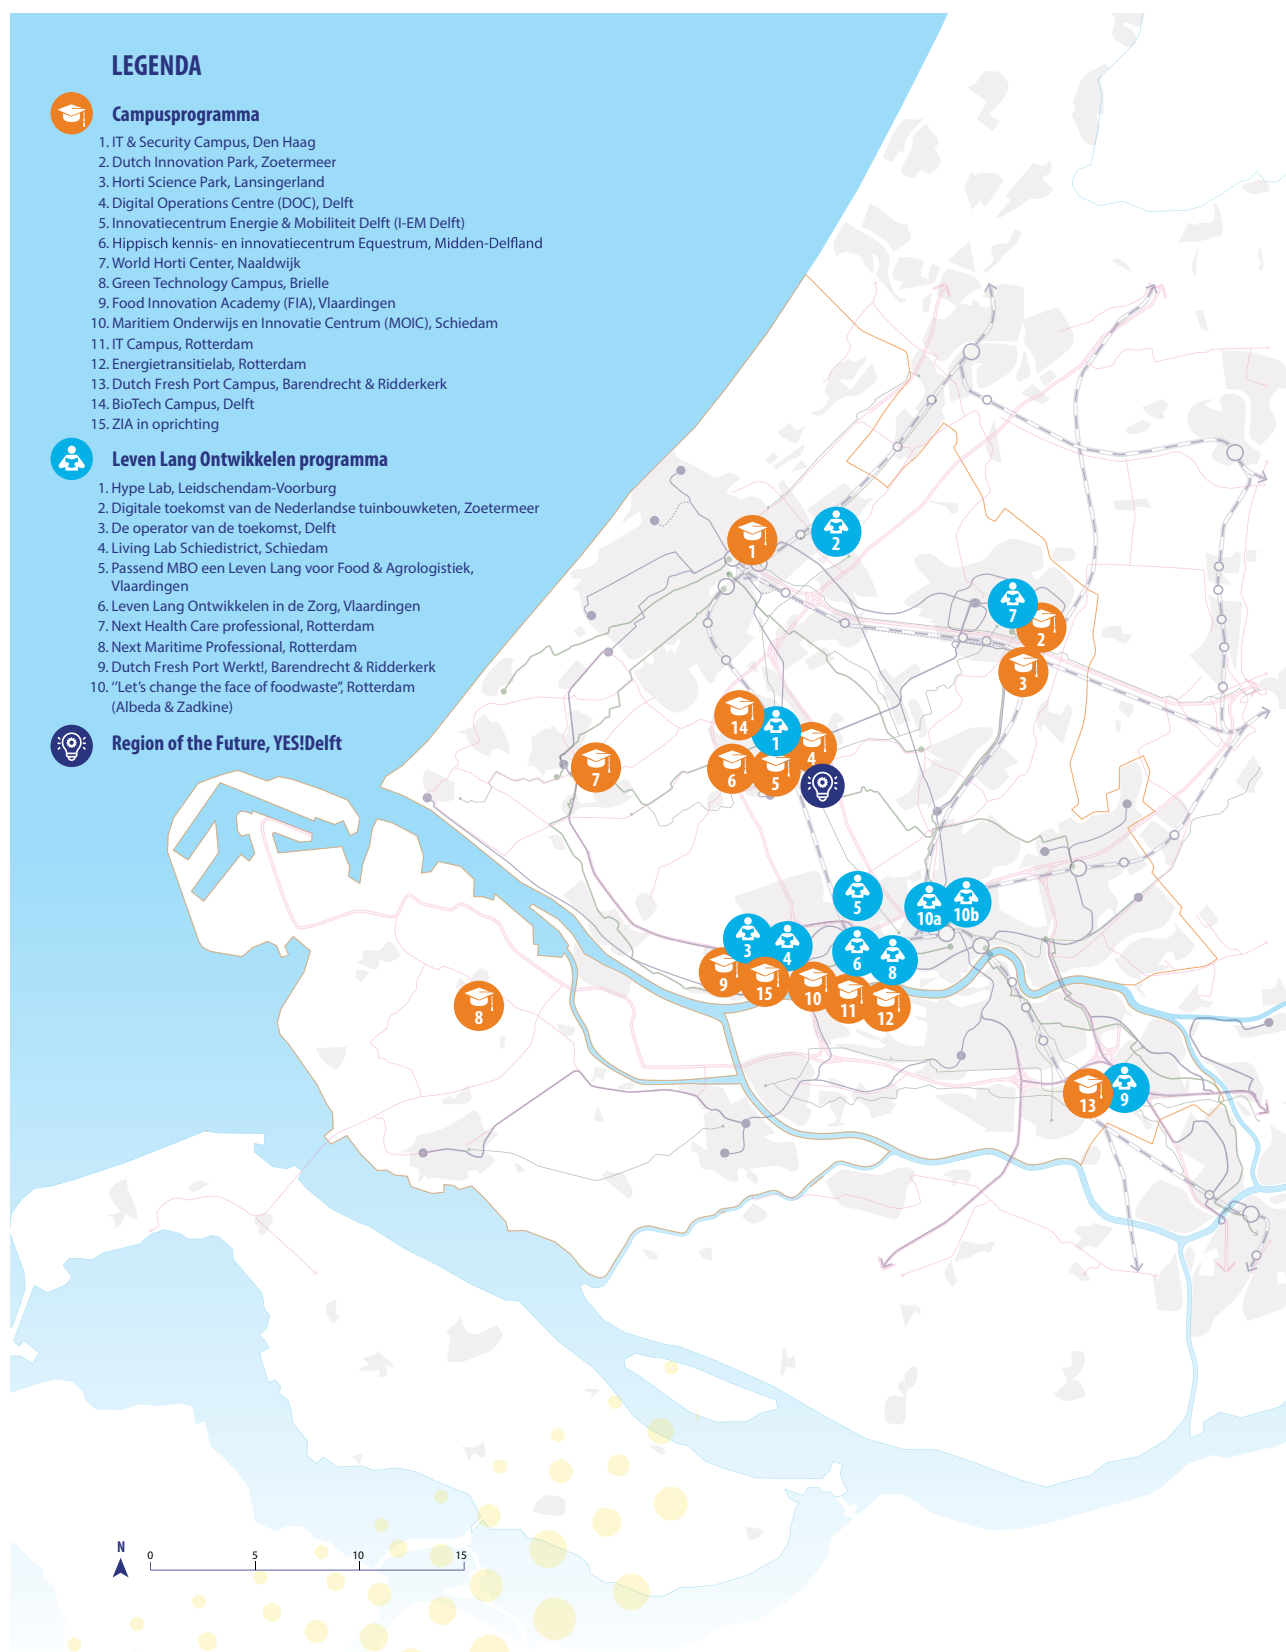 LEGENDA
Campusprogramma
1. IT & Security Campus, Den Haag
2. Dutch Innovation Park, Zoetermeer
3. Horti Science Park, Lansingerland
4. Digital Operations Centre (DOC), Delft
5. Innovatiecentrum Energie & Mobiliteit Delft (I-EM Delft)
6. Hippisch kennis- en innovatiecentrum Equestrum, Midden-Delfland
7. World Horti Center, Naaldwijk
8. Green Technology Campus, Brielle
9. Food Innovation Academy (FIA), Vlaardingen
10. Maritiem Onderwijs en Innovatie Centrum (MOIC), Schiedam
11. IT Campus, Rotterdam
12. Energietransitielab, Rotterdam
13. Dutch Fresh Port Campus, Barendrecht & Ridderkerk
14. BioTech Campus, Delft
15. ZIA in oprichting
Leven Lang Ontwikkelen programma
1. Hype Lab, Leidschendam-Voorburg
2. Digitale toekomst van de Nederlandse tuinbouwketen, Zoetermeer
3. De operator van de toekomst, Delft
4. Living Lab Schiedistrict, Schiedam
5. Passend MBO een Leven Lang voor Food & Agrologistiek,
Vlaardingen
6. Leven Lang Ontwikkelen in de Zorg, Vlaardingen
7. Next Health Care professional, Rotterdam
8. Next Maritime Professional, Rotterdam
9. Dutch Fresh Port Werkt!, Barendrecht & Ridderkerk
10. ‘’Let’s change the face of foodwaste’’, Rotterdam
(Albeda & Zadkine)
Region of the Future, YES!Delft
1
2
7
2
3
14
1
4
7
6
5
5
10a
10b
3
4
6
8
9
15
10
11
12
8
13
9
N
0
5
10
15